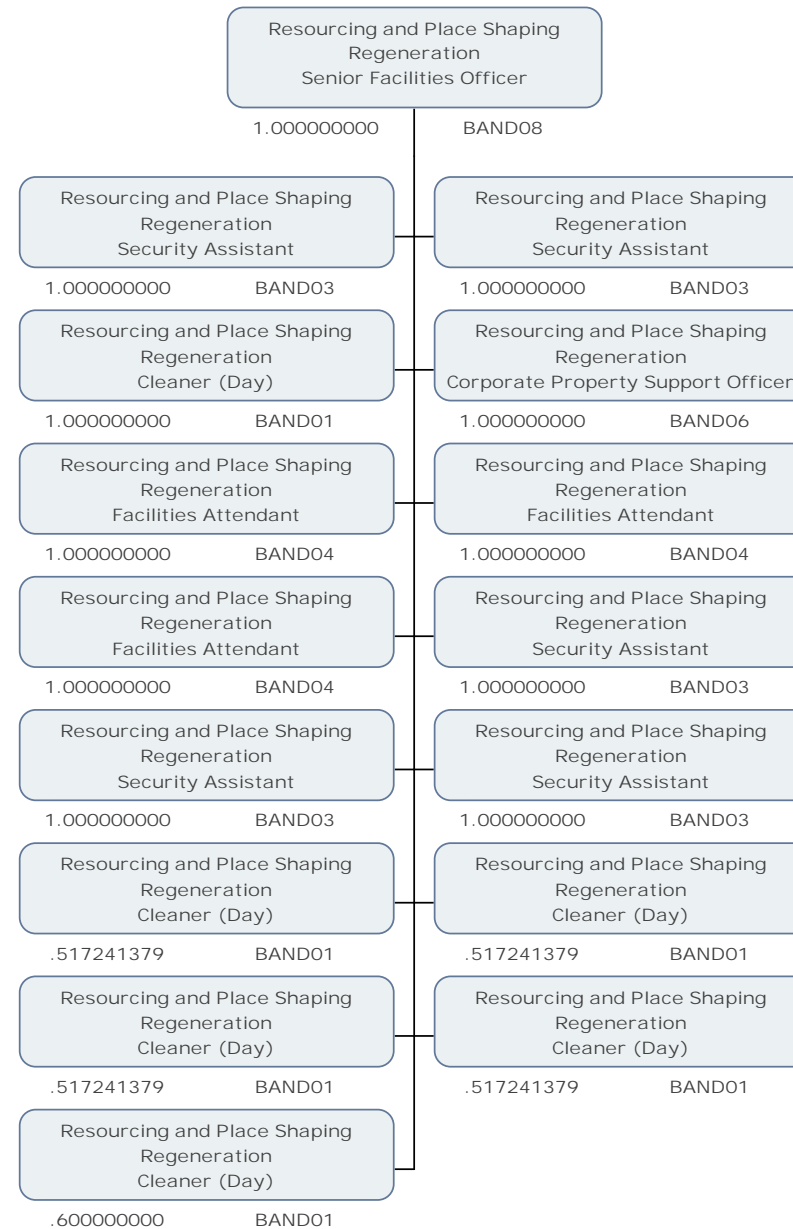 Resourcing and Place Shaping
Regeneration
Senior Facilities Officer
1.000000000 BAND08
Resourcing and Place Shaping
Regeneration
Security Assistant
1.000000000 BAND03
Resourcing and Place Shaping
Regeneration
Security Assistant
1.000000000 BAND03
Resourcing and Place Shaping
Regeneration
Cleaner (Day)
1.000000000 BAND01
Resourcing and Place Shaping
Regeneration
Corporate Property Support Officer
1.000000000 BAND06
Resourcing and Place Shaping
Regeneration
Facilities Attendant
1.000000000 BAND04
Resourcing and Place Shaping
Regeneration
Facilities Attendant
1.000000000 BAND04
Resourcing and Place Shaping
Regeneration
Facilities Attendant
1.000000000 BAND04
Resourcing and Place Shaping
Regeneration
Security Assistant
1.000000000 BAND03
Resourcing and Place Shaping
Regeneration
Security Assistant
1.000000000 BAND03
Resourcing and Place Shaping
Regeneration
Security Assistant
1.000000000 BAND03
Resourcing and Place Shaping
Regeneration
Cleaner (Day)
.517241379 BAND01
Resourcing and Place Shaping
Regeneration
Cleaner (Day)
.517241379 BAND01
Resourcing and Place Shaping
Regeneration
Cleaner (Day)
.517241379 BAND01
Resourcing and Place Shaping
Regeneration
Cleaner (Day)
.517241379 BAND01
Resourcing and Place Shaping
Regeneration
Cleaner (Day)
.600000000 BAND01